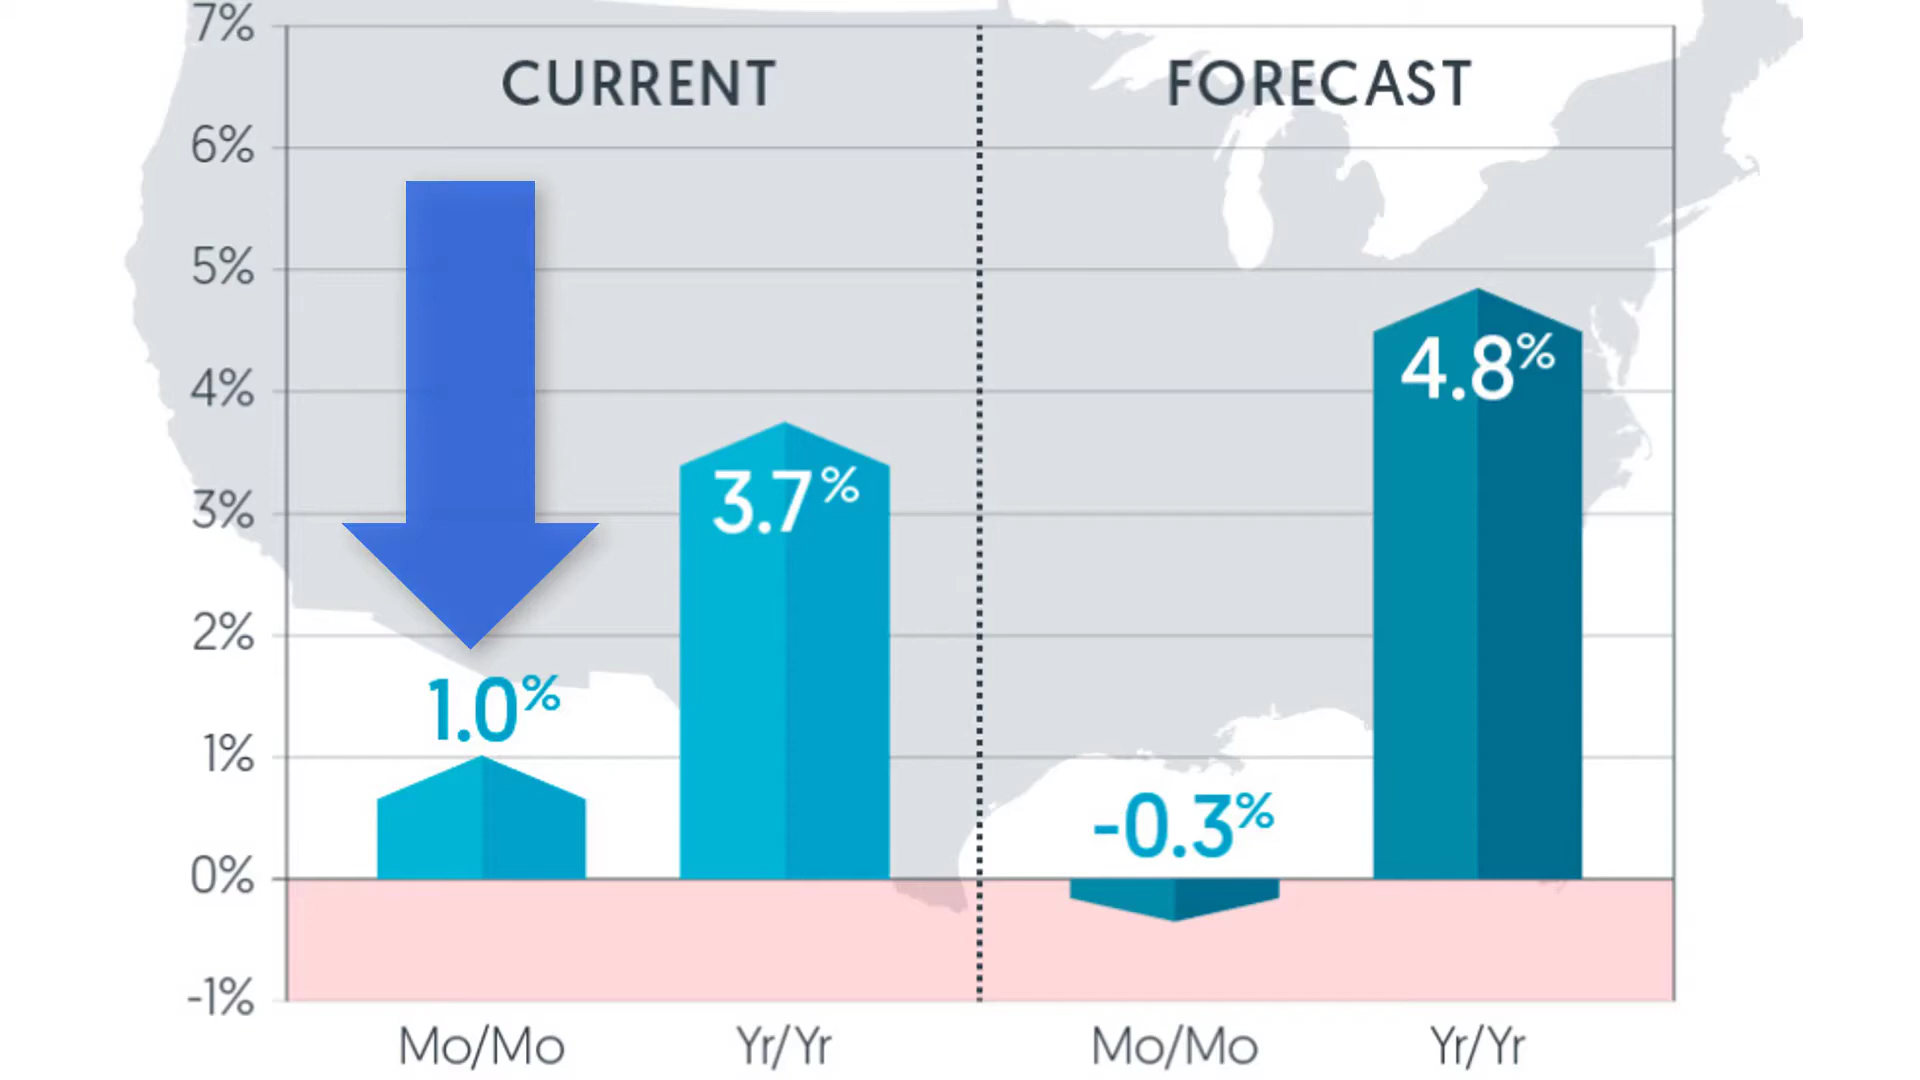 7%
CURRENT
FORECAST
6%
5%
4.8%
4%
3.7%
3%
2%
1.0%
1%
-0.3%
0%
-1%
Mo/Mo
Yr/Yr
Mo/Mo
Yr/Yr